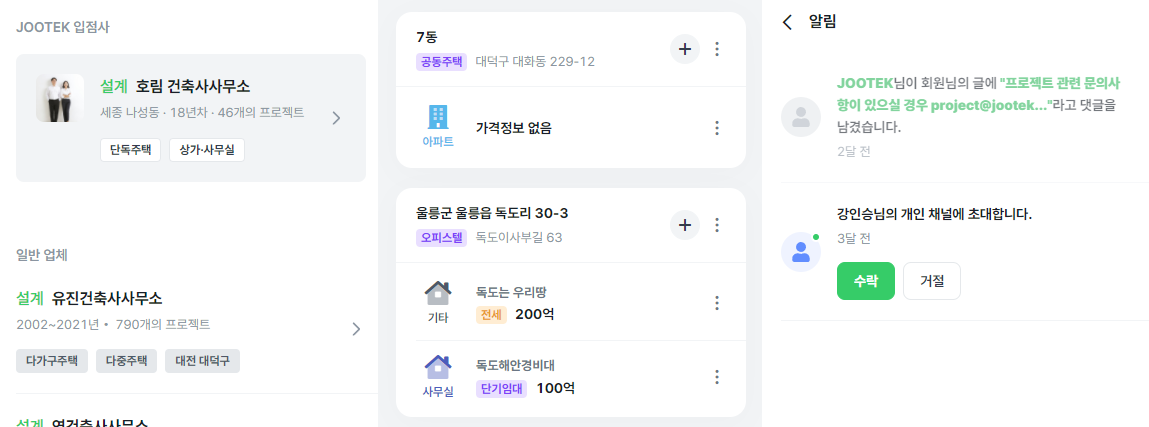 JOOTEK 입점사
설계 호림 건축사사무소
세종 나성동 · 18년차 · 46개의 프로젝트
단독주택 상가·사무실
일반 업체
설계 유진건축사사무소
2002~2021년 • 790개의 프로젝트
다가구주택 다중주택 대전 대덕구
설계
7동
공동주택 대덕구 대화동 229-12
아파트 가격정보 없음
울릉군 울릉읍 독도리 30-3
오피스텔 독도이사부길 63
독도는 우리땅
기타 전세 200억
독도해안경비대
사무실 단기임대 100억
알림
JOOTEK님이 회원님의 글에 "프로젝트 관련 문의사
항이 있으실 경우 project@jootek..."라고 댓글을
남겼습니다.
2달 전
강인승님의 개인 채널에 초대합니다.
3달 전
수락 거절